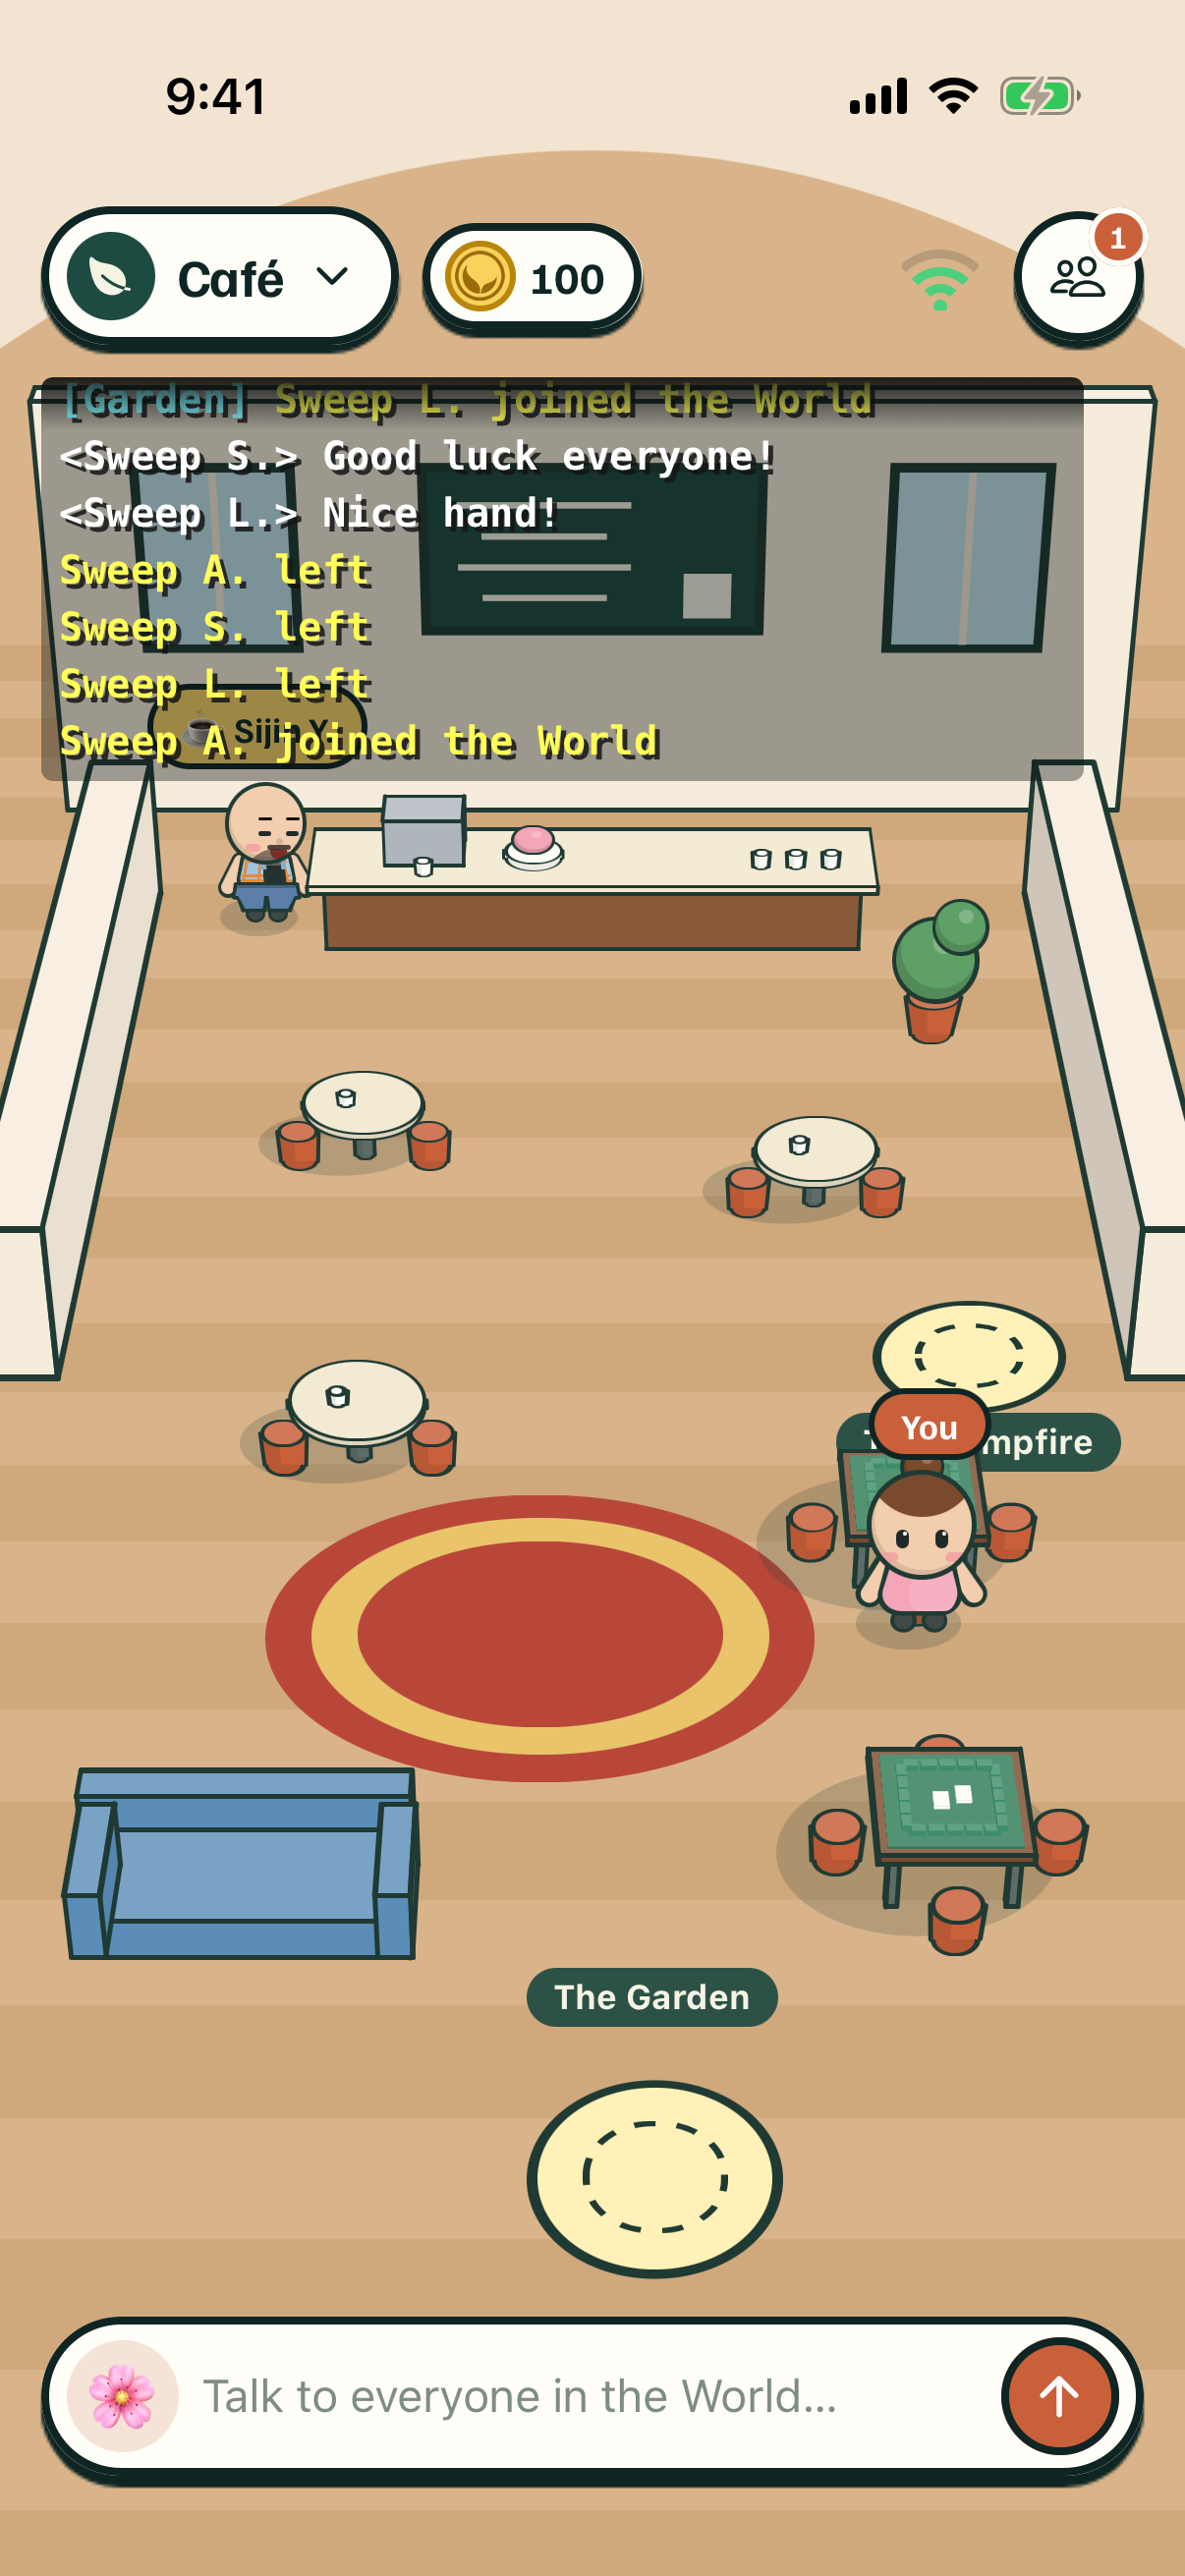 9:41
Café
100
1
[Garden] Sweep L. joined the World
<Sweep S.> Good luck everyone!
<Sweep L.> Nice hand!
Sweep A. left
Sweep S. left
Sweep L. left
Sijin Y.
Sweep A. joined the World
You
mpfire
The Garden
Talk to everyone in the World...